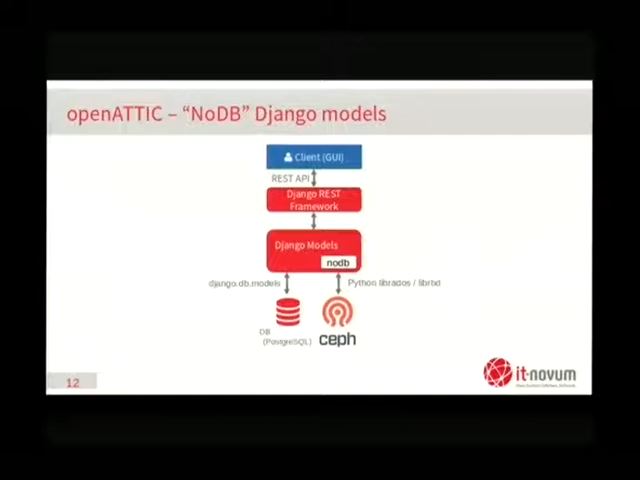 openATTIC – “NoDB” Django models
Client (GUI)
REST API
Django REST
Framework
Django Models
nodb
django.db.models
Python librados / librbd
DB
(PostgreSQL)
ceph
12
it-novum